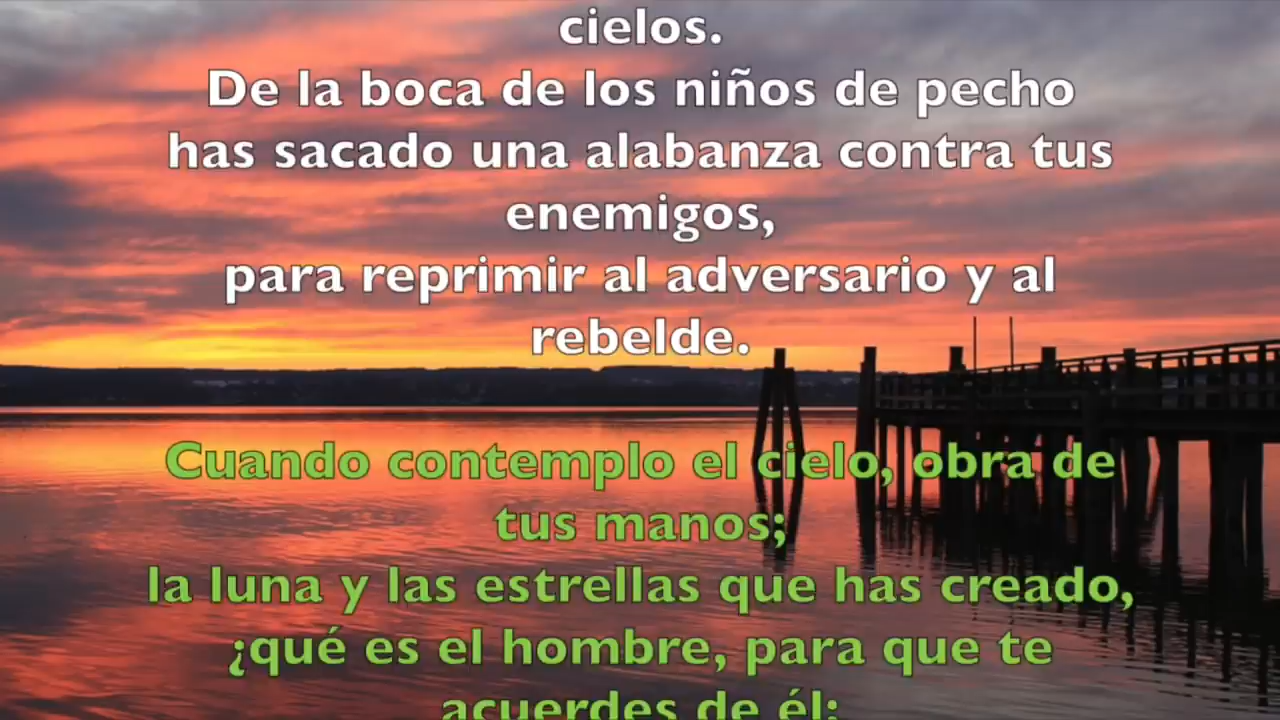 cielos.
De la boca de los niños de pecho
has sacado una alabanza contra tus
enemigos,
para reprimir al adversario y al
rebelde.
Cuando contemplo el cielo, obra de
tus manos;
la luna y las estrellas que has creado,
¿qué es el hombre, para que te
acuerdes de él;